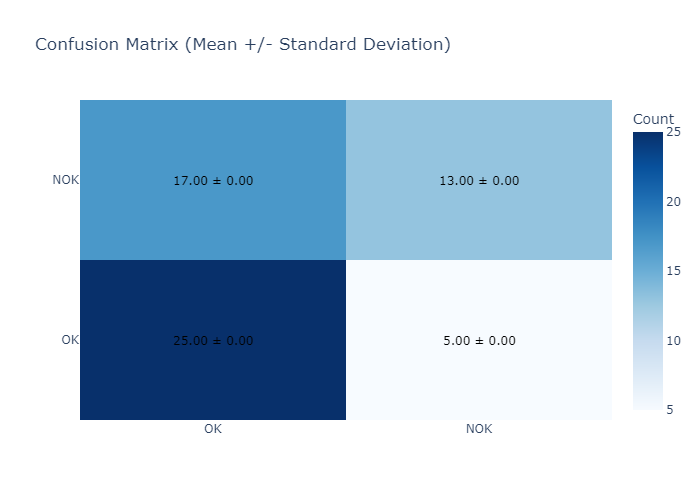 Confusion Matrix (Mean +/- Standard Deviation)
Count
25
20
15
10
5
NOK
17.00 ± 0.00
13.00 ± 0.00
OK
25.00 ± 0.00
5.00 ± 0.00
OK
NOK